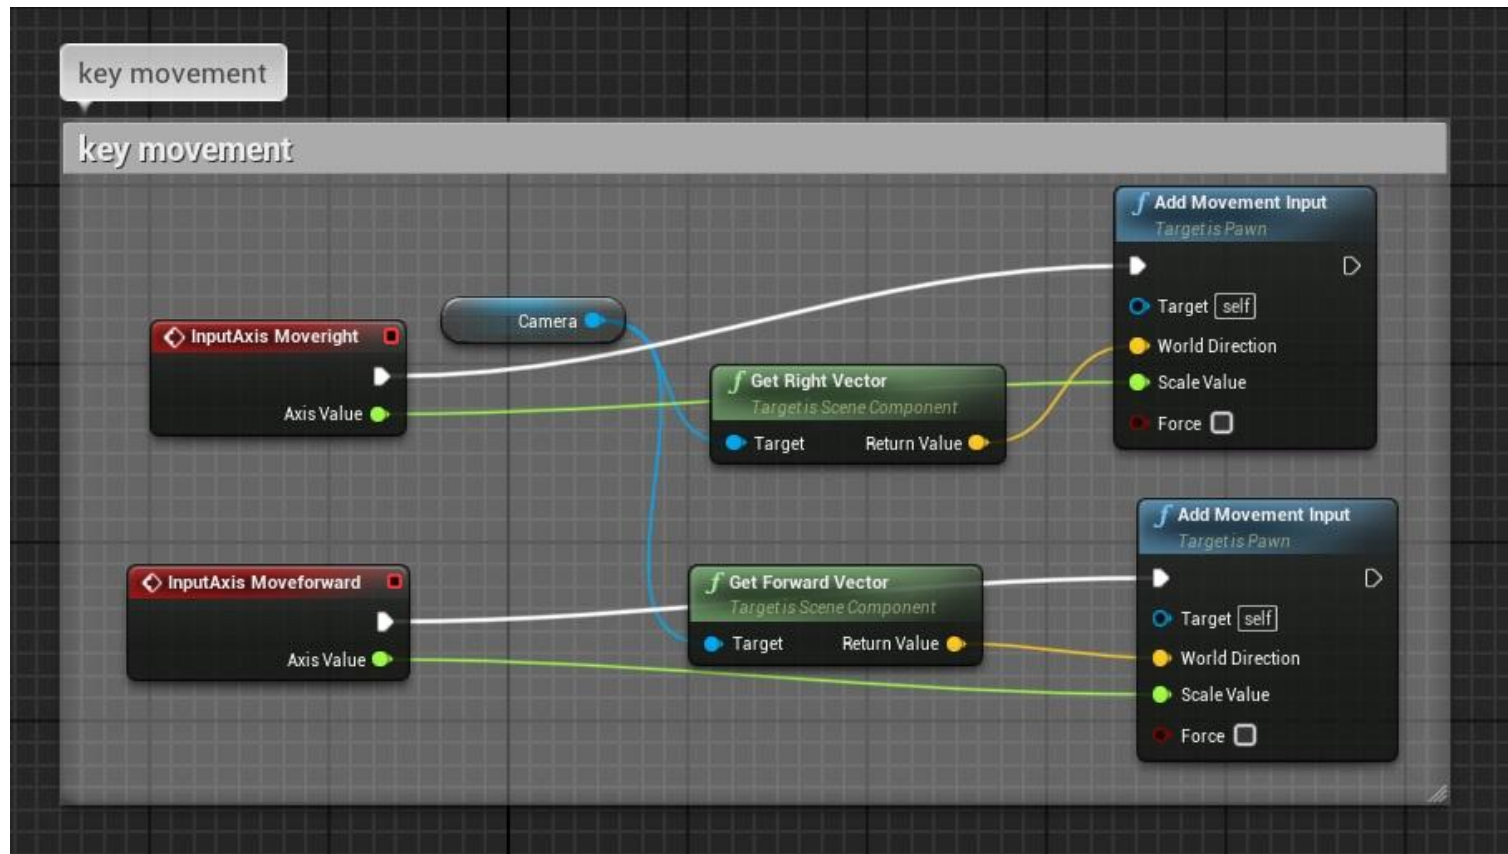 key movement
key movement
f Add Movement Input
Target is Pawn
Target self
World Direction
Scale Value
Force
Camera
InputAxis Moveright
Axis Value
f Get Right Vector
Target is Scene Component
Target Return Value
f Add Movement Input
Target is Pawn
Target self
World Direction
Scale Value
Force
InputAxis Moveforward
Axis Value
f Get Forward Vector
Target is Scene Component
Target Return Value